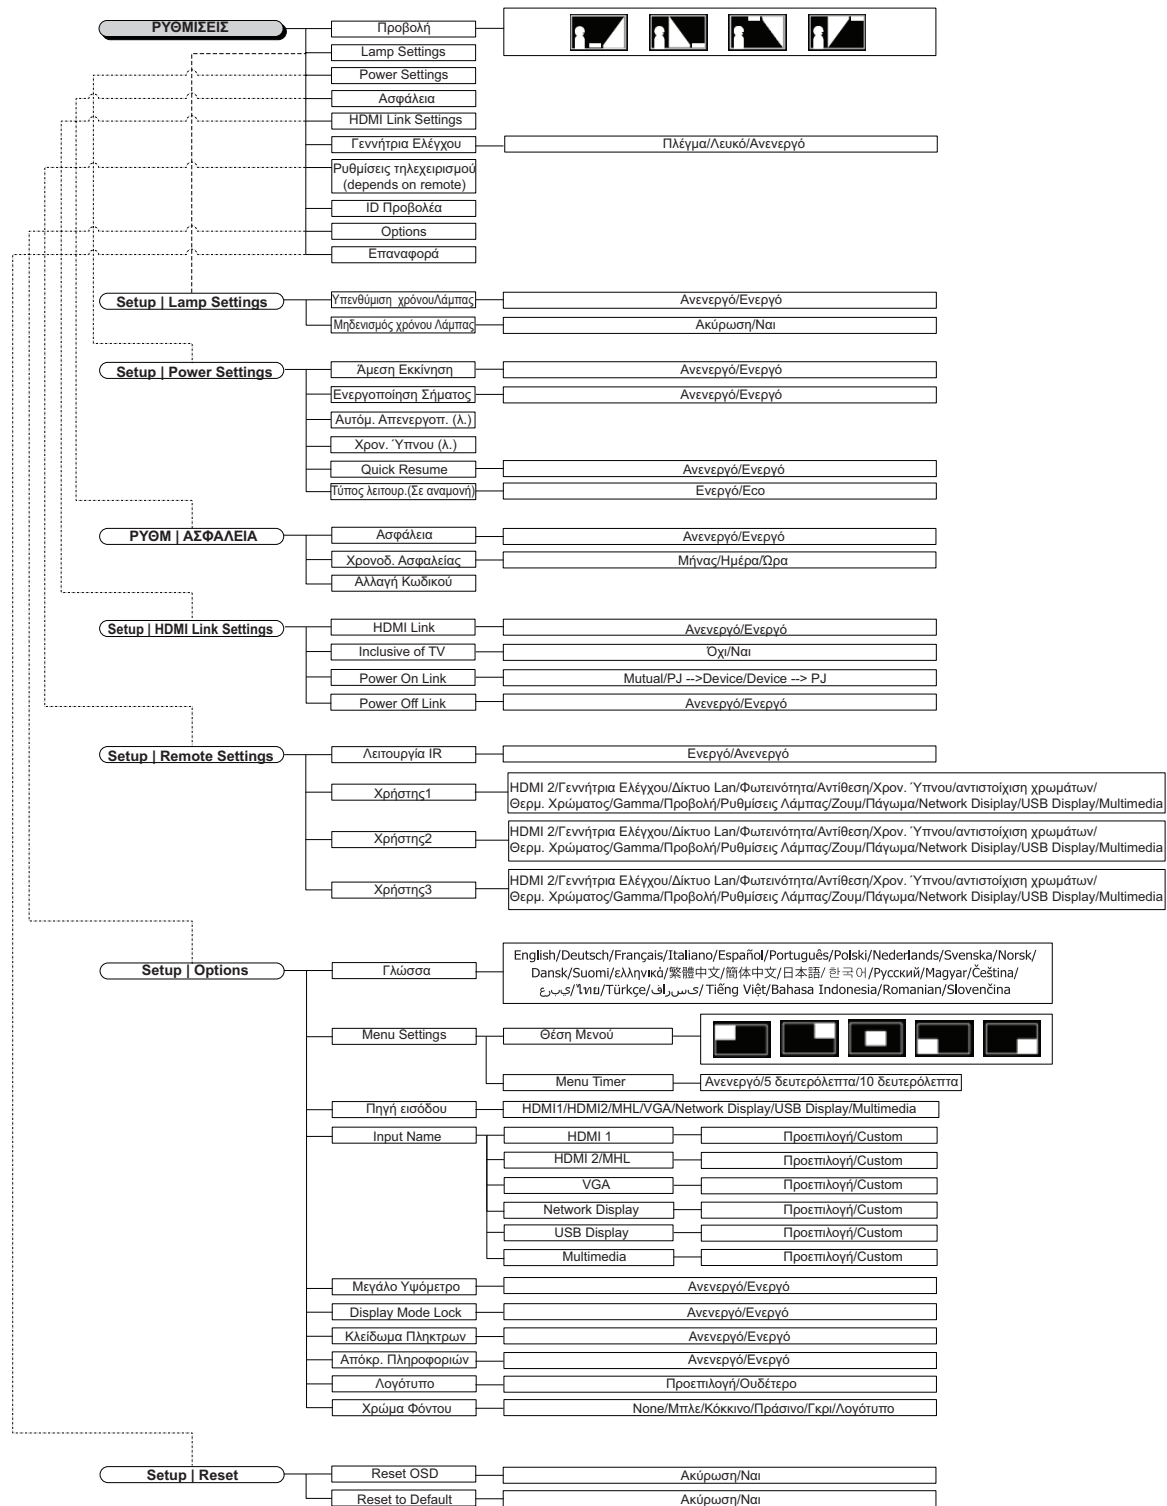 ΡΥΘΜΙΣΕΙΣ
Προβολή
Lamp Settings
Power Settings
Ασφάλεια
HDMI Link Settings
Γεννήτρια Ελέγχου
Πλέγμα/Λευκό/Ανενεργό
Ρυθμίσεις τηλεχειρισμού
(depends on remote)
ID Προβολέα
Options
Επαναφορά
Setup | Lamp Settings
Υπενθύμιση χρόνουΛάμπας
Ανενεργό/Ενεργό
Μηδενισμός χρόνου Λάμπας
Ακύρωση/Ναι
Setup | Power Settings
Άμεση Εκκίνηση
Ανενεργό/Ενεργό
Ενεργοποίηση Σήματος
Ανενεργό/Ενεργό
Αυτόμ. Απενεργοπ. (λ.)
Χρον. Ύπνου (λ.)
Quick Resume
Ανενεργό/Ενεργό
Τύπος λειτουρ.(Σε αναμονή)
Ενεργό/Eco
ΡΥΘΜ | ΑΣΦΑΛΕΙΑ
Ασφάλεια
Ανενεργό/Ενεργό
Χρονοδ. Ασφαλείας
Μήνας/Ημέρα/Ώρα
Αλλαγή Κωδικού
Setup | HDMI Link Settings
HDMI Link
Ανενεργό/Ενεργό
Inclusive of TV
Όχι/Ναι
Power On Link
Mutual/PJ -->Device/Device --> PJ
Power Off Link
Ανενεργό/Ενεργό
Setup | Remote Settings
Λειτουργία IR
Ενεργό/Ανενεργό
Χρήστης1
HDMI 2/Γεννήτρια Ελέγχου/Δίκτυο Lan/Φωτεινότητα/Αντίθεση/Χρον. Ύπνου/αντιστοίχιση χρωμάτων/
Θερμ. Χρώματος/Gamma/Προβολή/Ρυθμίσεις Λάμπας/Ζουμ/Πάγωμα/Network Disiplay/USB Display/Multimedia
Χρήστης2
HDMI 2/Γεννήτρια Ελέγχου/Δίκτυο Lan/Φωτεινότητα/Αντίθεση/Χρον. Ύπνου/αντιστοίχιση χρωμάτων/
Θερμ. Χρώματος/Gamma/Προβολή/Ρυθμίσεις Λάμπας/Ζουμ/Πάγωμα/Network Disiplay/USB Display/Multimedia
Χρήστης3
HDMI 2/Γεννήτρια Ελέγχου/Δίκτυο Lan/Φωτεινότητα/Αντίθεση/Χρον. Ύπνου/αντιστοίχιση χρωμάτων/
Θερμ. Χρώματος/Gamma/Προβολή/Ρυθμίσεις Λάμπας/Ζουμ/Πάγωμα/Network Disiplay/USB Display/Multimedia
Setup | Options
Γλώσσα
English/Deutsch/Français/Italiano/Español/Português/Polski/Nederlands/Svenska/Norsk/
Dansk/Suomi/ελληνικά/繁體中文/簡体中文/日本語/한국어/Русский/Magyar/Čeština/
عربي/ไทย/Türkçe/فارسی/Tiếng Việt/Bahasa Indonesia/Romanian/Slovenčina
Menu Settings
Θέση Μενού
Menu Timer
Ανενεργό/5 δευτερόλεπτα/10 δευτερόλεπτα
Πηγή εισόδου
HDMI1/HDMI2/MHL/VGA/Network Display/USB Display/Multimedia
Input Name
HDMI 1
Προεπιλογή/Custom
HDMI 2/MHL
Προεπιλογή/Custom
VGA
Προεπιλογή/Custom
Network Display
Προεπιλογή/Custom
USB Display
Προεπιλογή/Custom
Multimedia
Προεπιλογή/Custom
Μεγάλο Υψόμετρο
Ανενεργό/Ενεργό
Display Mode Lock
Ανενεργό/Ενεργό
Κλείδωμα Πληκτρων
Ανενεργό/Ενεργό
Απόκρ. Πληροφοριών
Ανενεργό/Ενεργό
Λογότυπο
Προεπιλογή/Ουδέτερο
Χρώμα Φόντου
None/Μπλε/Κόκκινο/Πράσινο/Γκρι/Λογότυπο
Setup | Reset
Reset OSD
Ακύρωση/Ναι
Reset to Default
Ακύρωση/Ναι